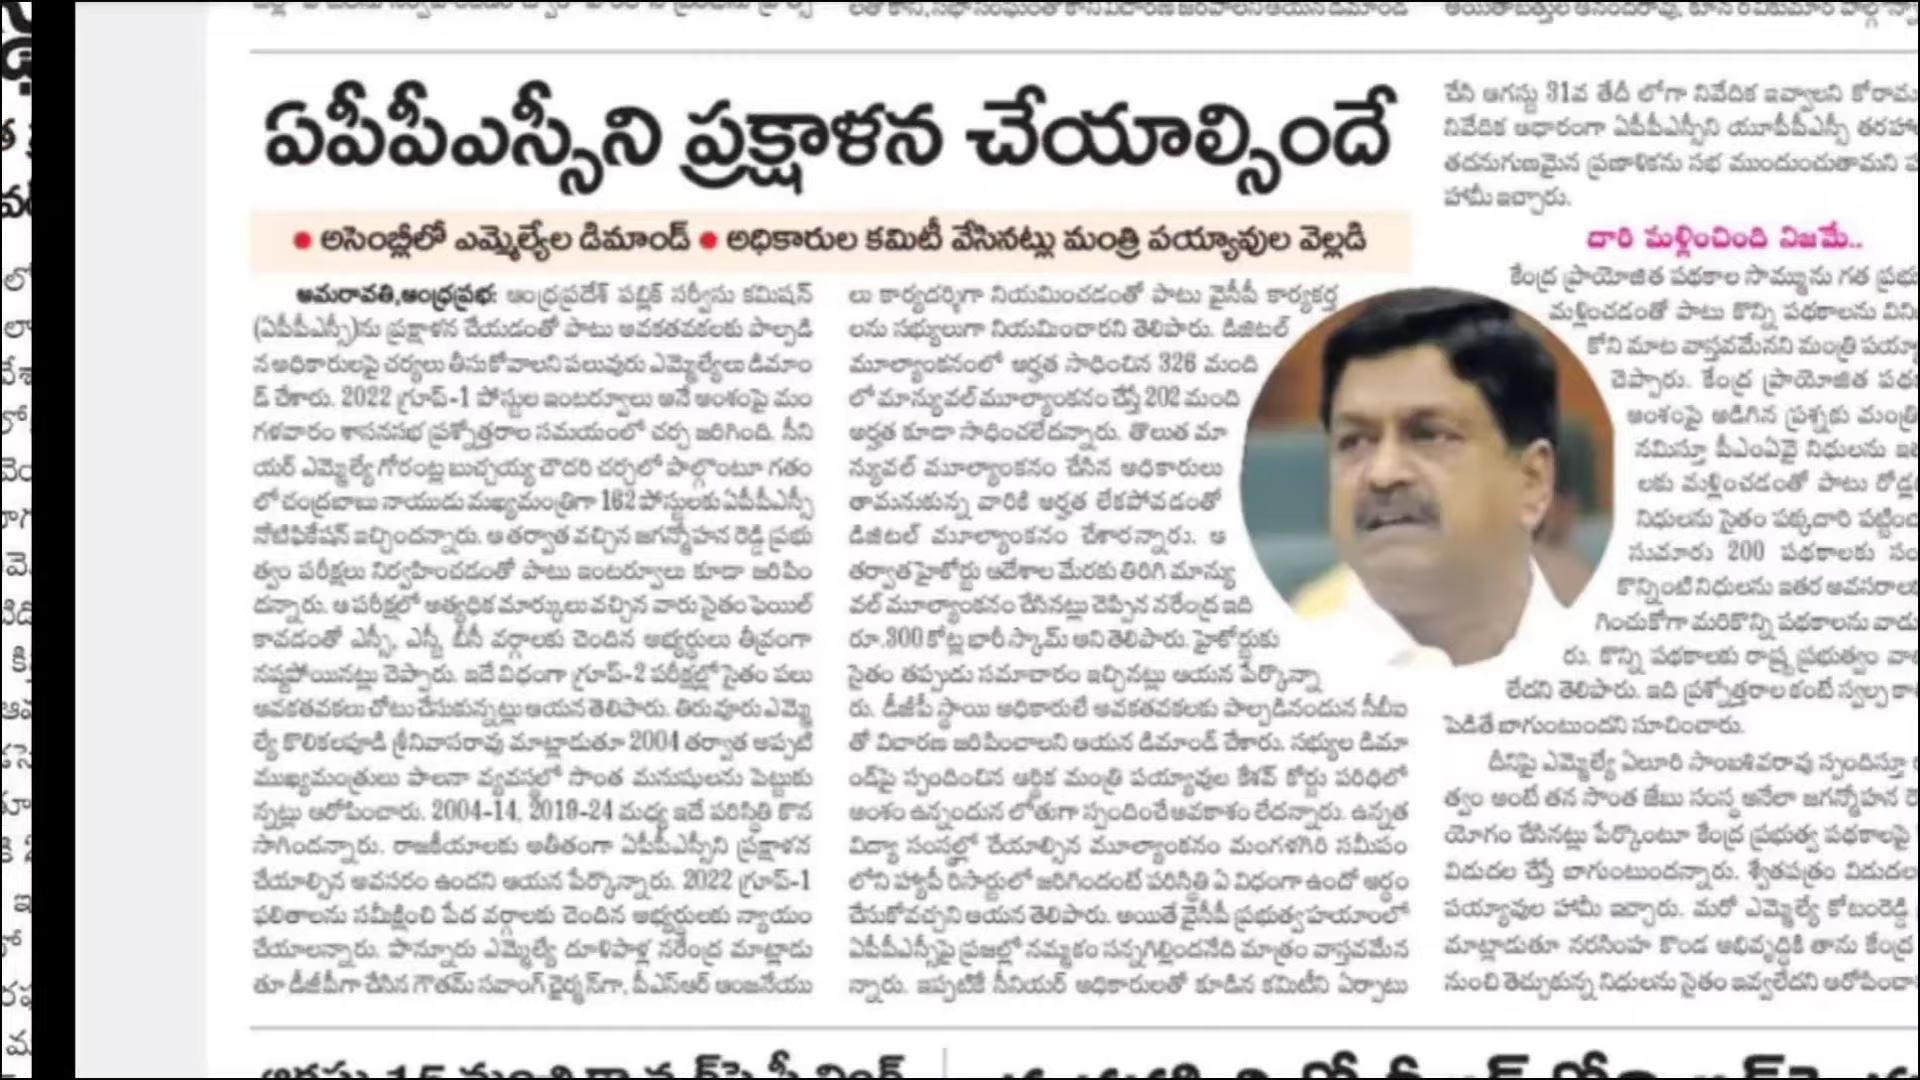 ఏపీపీఎస్సీని ప్రక్షాళన చేయాల్సిందే
● అసెంబ్లీలో ఎమ్మెల్యేల డిమాండ్ ● అధికారుల కమిటీ వేసినట్లు మంత్రి పయ్యావుల వెల్లడి
అమరావతి,ఆంధ్రప్రభ: ఆంధ్రప్రదేశ్ పబ్లిక్ సర్వీసు కమిషన్
(ఏపీపీఎస్సీ)ను ప్రక్షాళన చేయడంతో పాటు అవకతవకలకు పాల్పడి
న అధికారులపై చర్యలు తీసుకోవాలని పలువురు ఎమ్మెల్యేలు డిమాం
డ్ చేశారు. 2022 గ్రూప్-1 పోస్టుల ఇంటర్వ్యూలు అనే అంశంపై మం
గళవారం శాసనసభ ప్రశ్నోత్తరాల సమయంలో చర్చ జరిగింది. సీని
యర్ ఎమ్మెల్యే గోరంట్ల బుచ్చయ్య చౌదరి చర్చలో పాల్గొంటూ గతం
లో చంద్రబాబు నాయుడు ముఖ్యమంత్రిగా 162 పోస్టులకు ఏపీపీఎస్సీ
నోటిఫికేషన్ ఇచ్చిందన్నారు. ఆ తర్వాత వచ్చిన జగన్మోహన రెడ్డి ప్రభు
త్వం పరీక్షలు నిర్వహించడంతో పాటు ఇంటర్వ్యూలు కూడా జరిపిం
దన్నారు. ఆ పరీక్షల్లో అత్యధిక మార్కులు వచ్చిన వారు సైతం ఫెయిల్
కావడంతో ఎస్సీ, ఎస్టీ బీసీ వర్గాలకు చెందిన అభ్యర్థులు తీవ్రంగా
నష్టపోయినట్లు చెప్పారు. ఇదే విధంగా గ్రూప్-2 పరీక్షల్లో సైతం పలు
అవకతవకలు చోటు చేసుకున్నట్లు ఆయన తెలిపారు. తిరువూరు ఎమ్మె
ల్యే కొలికలపూడి శ్రీనివాసరావు మాట్లాడుతూ 2004 తర్వాత అప్పటి
ముఖ్యమంత్రులు పాలనా వ్యవస్థల్లో సొంత మనుషులను పెట్టుకు
న్నట్లు ఆరోపించారు. 2004-14, 2019-24 మధ్య ఇదే పరిస్థితి కొన
సాగిందన్నారు. రాజకీయాలకు అతీతంగా ఏపీపీఎస్సీని ప్రక్షాళన
చేయాల్సిన అవసరం ఉందని ఆయన పేర్కొన్నారు. 2022 గ్రూప్-1
ఫలితాలను సమీక్షించి పేద వర్గాలకు చెందిన అభ్యర్థులకు న్యాయం
చేయాలన్నారు. పొన్నూరు ఎమ్మెల్యే దూళిపాళ్ల నరేంద్ర మాట్లాడు
తూ డీజీపీగా చేసిన గౌతమ్ సవాంగ్ చైర్మన్‌గా, పీఎస్ఆర్ ఆంజనేయు
లు కార్యదర్శిగా నియమించడంతో పాటు వైసీపీ కార్యకర్త
లను సభ్యులుగా నియమించారని తెలిపారు. డిజిటల్
మూల్యాంకనంలో అర్హత సాధించిన 326 మంది
లో మాన్యువల్ మూల్యాంకనం చేస్తే 202 మంది
అర్హత కూడా సాధించలేదన్నారు. తొలుత మా
న్యువల్ మూల్యాంకనం చేసిన అధికారులు
తామనుకున్న వారికి అర్హత లేకపోవడంతో
డిజిటల్ మూల్యాంకనం చేశారన్నారు. ఆ
తర్వాత హైకోర్టు ఆదేశాల మేరకు తిరిగి మాన్యు
వల్ మూల్యాంకనం చేసినట్లు చెప్పిన నరేంద్ర ఇది
రూ.300 కోట్ల భారీ స్కామ్ అని తెలిపారు. హైకోర్టుకు
సైతం తప్పుడు సమాచారం ఇచ్చినట్లు ఆయన పేర్కొన్నా
రు. డీజీపీ స్థాయి అధికారులే అవకతవకలకు పాల్పడినందున సీబీఐ
తో విచారణ జరిపించాలని ఆయన డిమాండ్ చేశారు. సభ్యుల డిమా
ండ్‌పై స్పందించిన ఆర్థిక మంత్రి పయ్యావుల కేశవ్ కోర్టు పరిధిలో
అంశం ఉన్నందున లోతుగా స్పందించే అవకాశం లేదన్నారు. ఉన్నత
విద్యా సంస్థల్లో చేయాల్సిన మూల్యాంకనం మంగళగిరి సమీపం
లోని హ్యాపీ రిసార్టులో జరిగిందంటే పరిస్థితి ఏ విధంగా ఉందో అర్థం
చేసుకోవచ్చని ఆయన తెలిపారు. అయితే వైసీపీ ప్రభుత్వ హయాంలో
ఏపీపీఎస్సీపై ప్రజల్లో నమ్మకం సన్నగిల్లిందనేది మాత్రం వాస్తవమేన
న్నారు. ఇప్పటికే సీనియర్ అధికారులతో కూడిన కమిటీని ఏర్పాటు
చేసి ఆగస్టు 31వ తేదీ లోగా నివేదిక ఇవ్వాలని
నివేదిక ఆధారంగా ఏపీపీఎస్సీని యూపీపీఎస్సీ
తదనుగుణమైన ప్రణాళికను సభ ముందుంచుతామని
హామీ ఇచ్చారు.
దారి మళ్లించింది నిజమే..
కేంద్ర ప్రాయోజిత పథకాల సొమ్మును గత
మళ్లించడంతో పాటు కొన్ని పథకాలను
కోని మాట వాస్తవమేనని మంత్రి
చెప్పారు. కేంద్ర ప్రాయోజిత
అంశంపై అడిగిన ప్రశ్నకు
నమిస్తూ పీఎంఏవై నిధులను
లకు మళ్లించడంతో పాటు
నిధులను సైతం పక్కదారి
సుమారు 200 పథకాలకు
కొన్నింటి నిధులను ఇతర
గించుకోగా మరికొన్ని పథకాలను
రు. కొన్ని పథకాలకు రాష్ట్ర ప్రభుత్వం
లేదని తెలిపారు. ఇది ప్రశ్నోత్తరాల కంటే స్వల్ప
పెడితే బాగుంటుందని సూచించారు.
దీనిపై ఎమ్మెల్యే ఏలూరి సాంబశివరావు స్పందిస్తూ
త్వం అంటే తన సొంత జేబు సంస్థ అనేలా జగన్మోహన
యోగం చేసినట్లు పేర్కొంటూ కేంద్ర ప్రభుత్వ పథకాలపై
విడుదల చేస్తే బాగుంటుందన్నారు. శ్వేతపత్రం
పయ్యావుల హామీ ఇచ్చారు. మరో ఎమ్మెల్యే కోటంరెడ్డి
మాట్లాడుతూ నరసింహ కొండ అభివృద్ధికి తాను కేంద్ర
నుంచి తెచ్చుకున్న నిధులను సైతం ఇవ్వలేదని